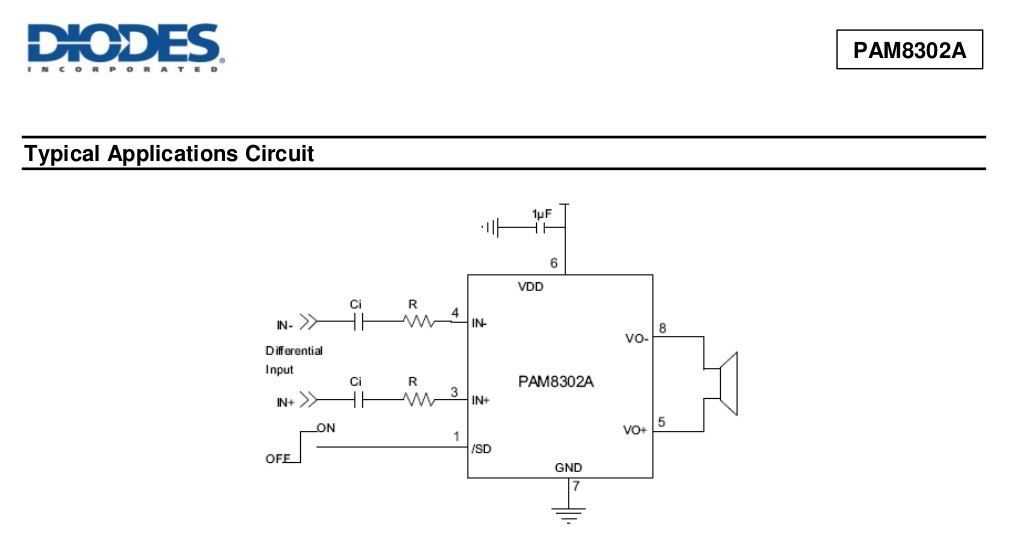 DIODES
INCORPORATED
PAM8302A
Typical Applications Circuit
1µF
6
VDD
Ci
R
4
IN-
IN-
VO-
8
Differential
Input
PAM8302A
Ci
R
3
IN+
IN+
VO+
5
ON
1
/SD
OFF
GND
7